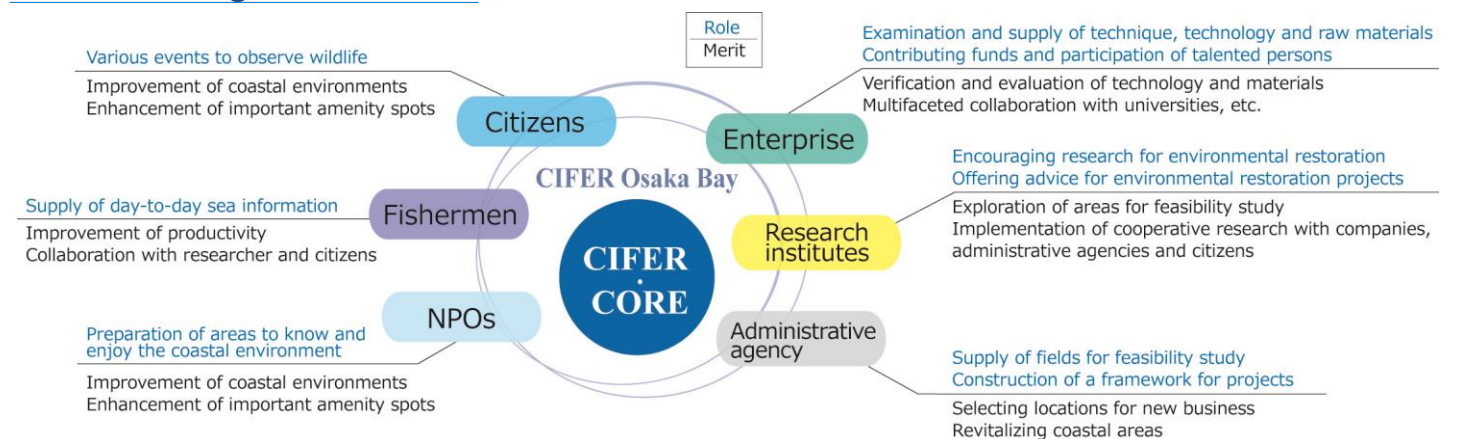 Role
Merit
Various events to observe wildlife
Improvement of coastal environments
Enhancement of important amenity spots
Citizens
Examination and supply of technique, technology and raw materials
Contributing funds and participation of talented persons
Verification and evaluation of technology and materials
Multifaceted collaboration with universities, etc.
Enterprise
CIFER Osaka Bay
Supply of day-to-day sea information
Improvement of productivity
Collaboration with researcher and citizens
Fishermen
CIFER
・
CORE
Encouraging research for environmental restoration
Offering advice for environmental restoration projects
Exploration of areas for feasibility study
Implementation of cooperative research with companies,
administrative agencies and citizens
Research
institutes
Preparation of areas to know and
enjoy the coastal environment
Improvement of coastal environments
Enhancement of important amenity spots
NPOs
Administrative
agency
Supply of fields for feasibility study
Construction of a framework for projects
Selecting locations for new business
Revitalizing coastal areas